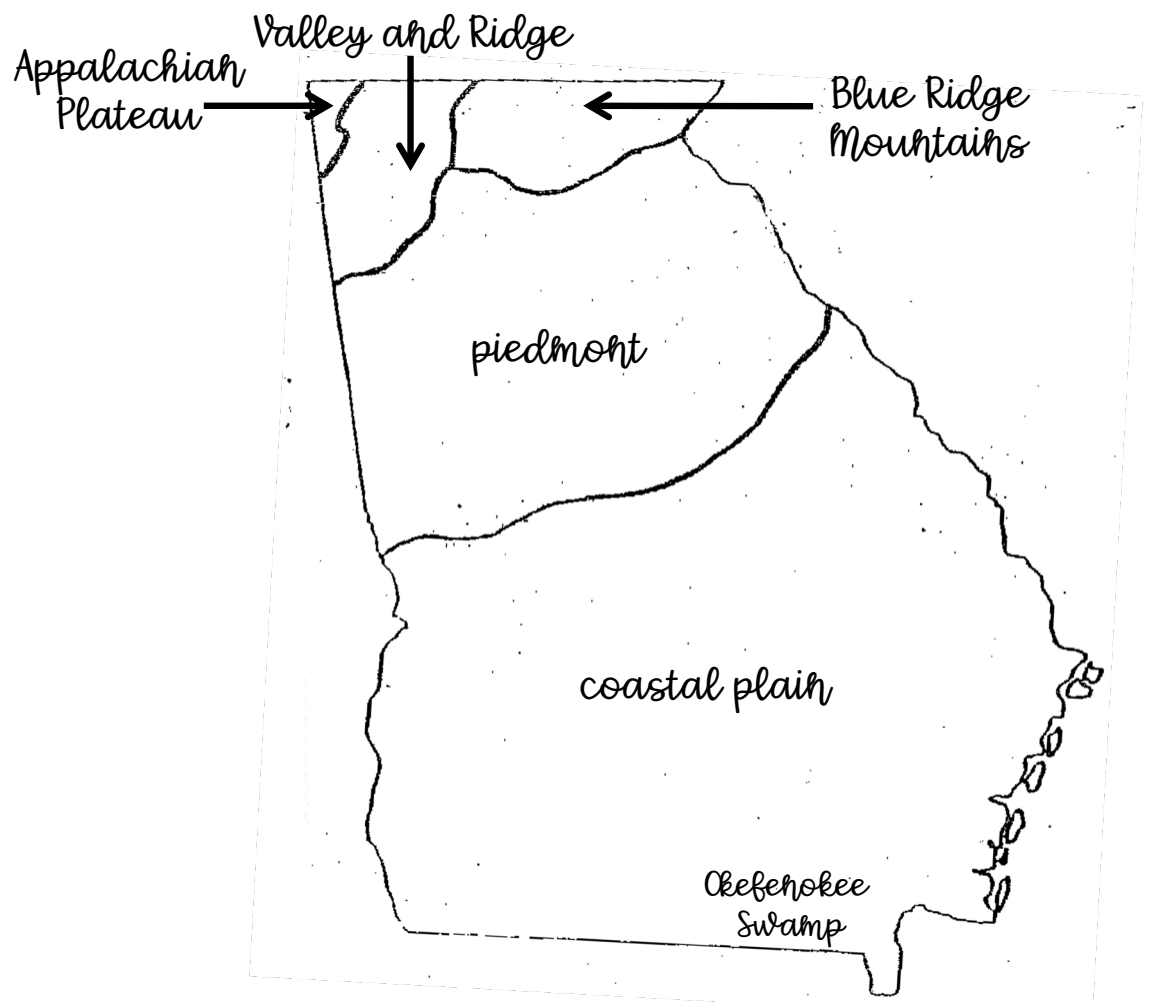 Valley and Ridge
Appalachian
Plateau
Blue Ridge
Mountains
piedmont
coastal plain
Okefenokee
Swamp